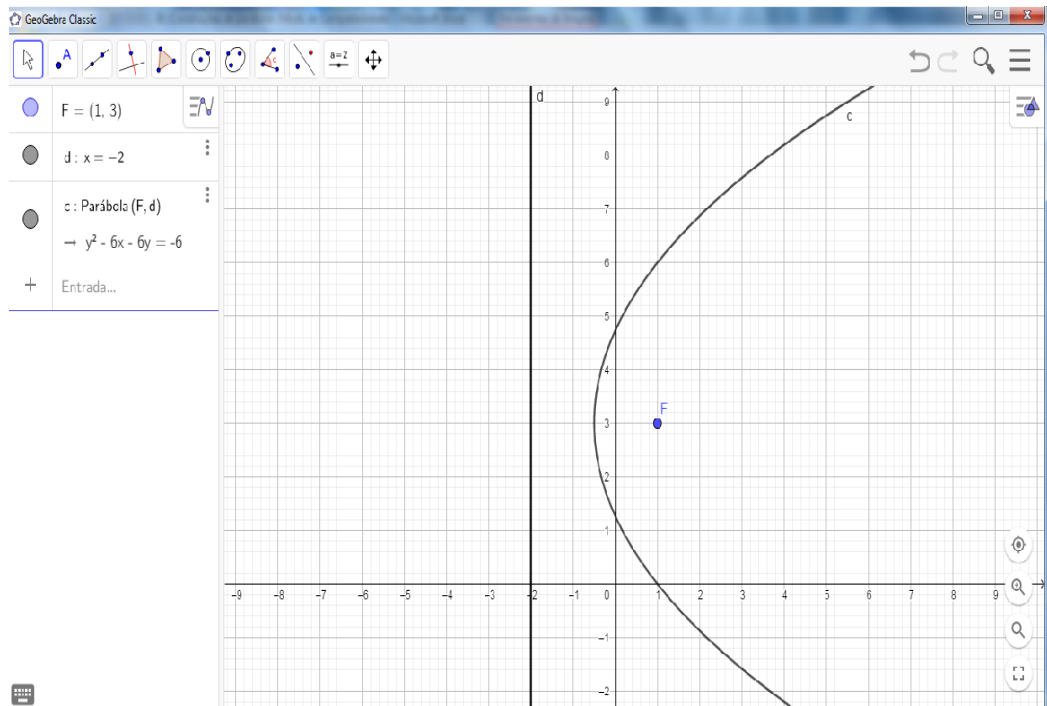 GeoGebra Classic
A
a=2
F = (1, 3)
d : x = −2
c : Parábola (F, d)
→ y² - 6x - 6y = -6
+ Entrada...
d
c
F
9
8
7
6
5
4
3
2
1
−9 −8 −7 −6 −5 −4 −3 −2 −1 0 1 2 3 4 5 6 7 8 9
−1
−2